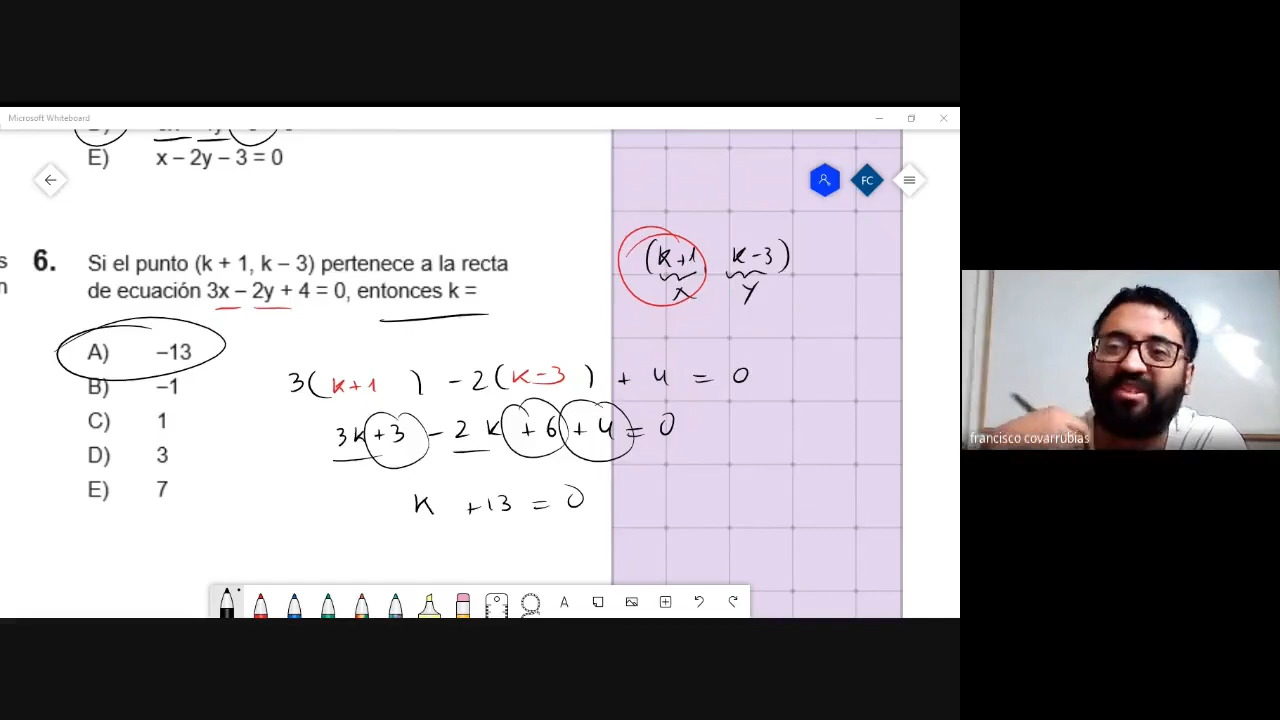 Microsoft Whiteboard
E) x – 2y – 3 = 0
FC
6. Si el punto (k + 1, k – 3) pertenece a la recta
de ecuación 3x – 2y + 4 = 0, entonces k =
(k+1, k-3)
x y
A) –13
B) –1
C) 1
D) 3
E) 7
3(k+1) -2(k-3) + 4 = 0
3k+3 - 2k + 6 + 4 = 0
k +13 = 0
francisco covarrubias
A